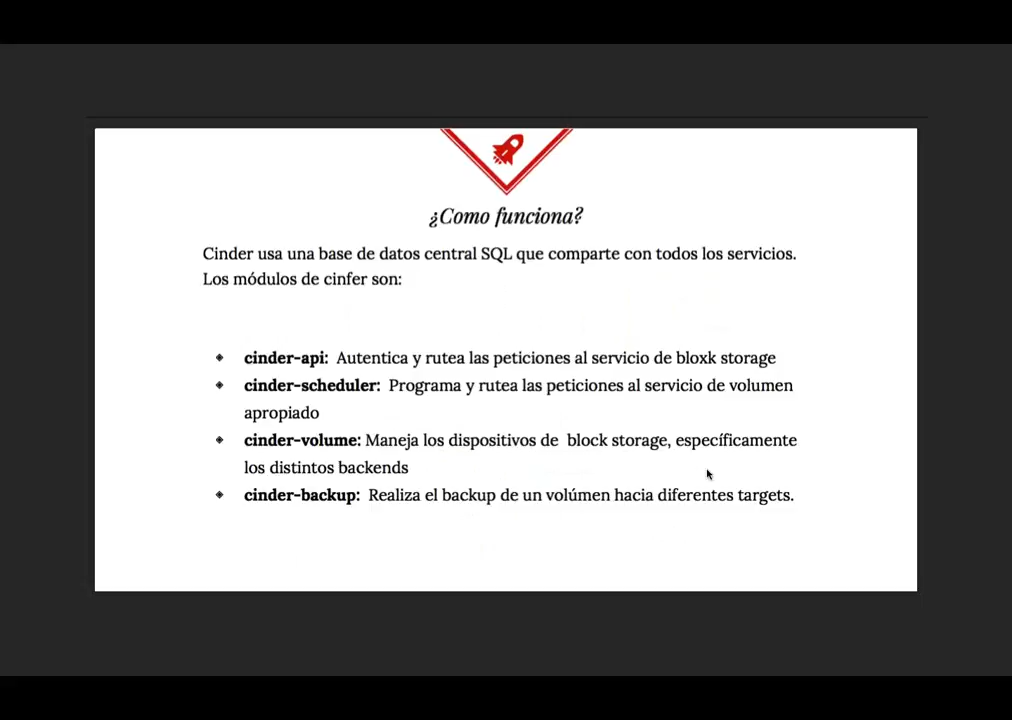 ¿Como funciona?
Cinder usa una base de datos central SQL que comparte con todos los servicios.
Los módulos de cinfer son:
cinder-api: Autentica y rutea las peticiones al servicio de bloxk storage
cinder-scheduler: Programa y rutea las peticiones al servicio de volumen
apropiado
cinder-volume: Maneja los dispositivos de block storage, específicamente
los distintos backends
cinder-backup: Realiza el backup de un volúmen hacia diferentes targets.